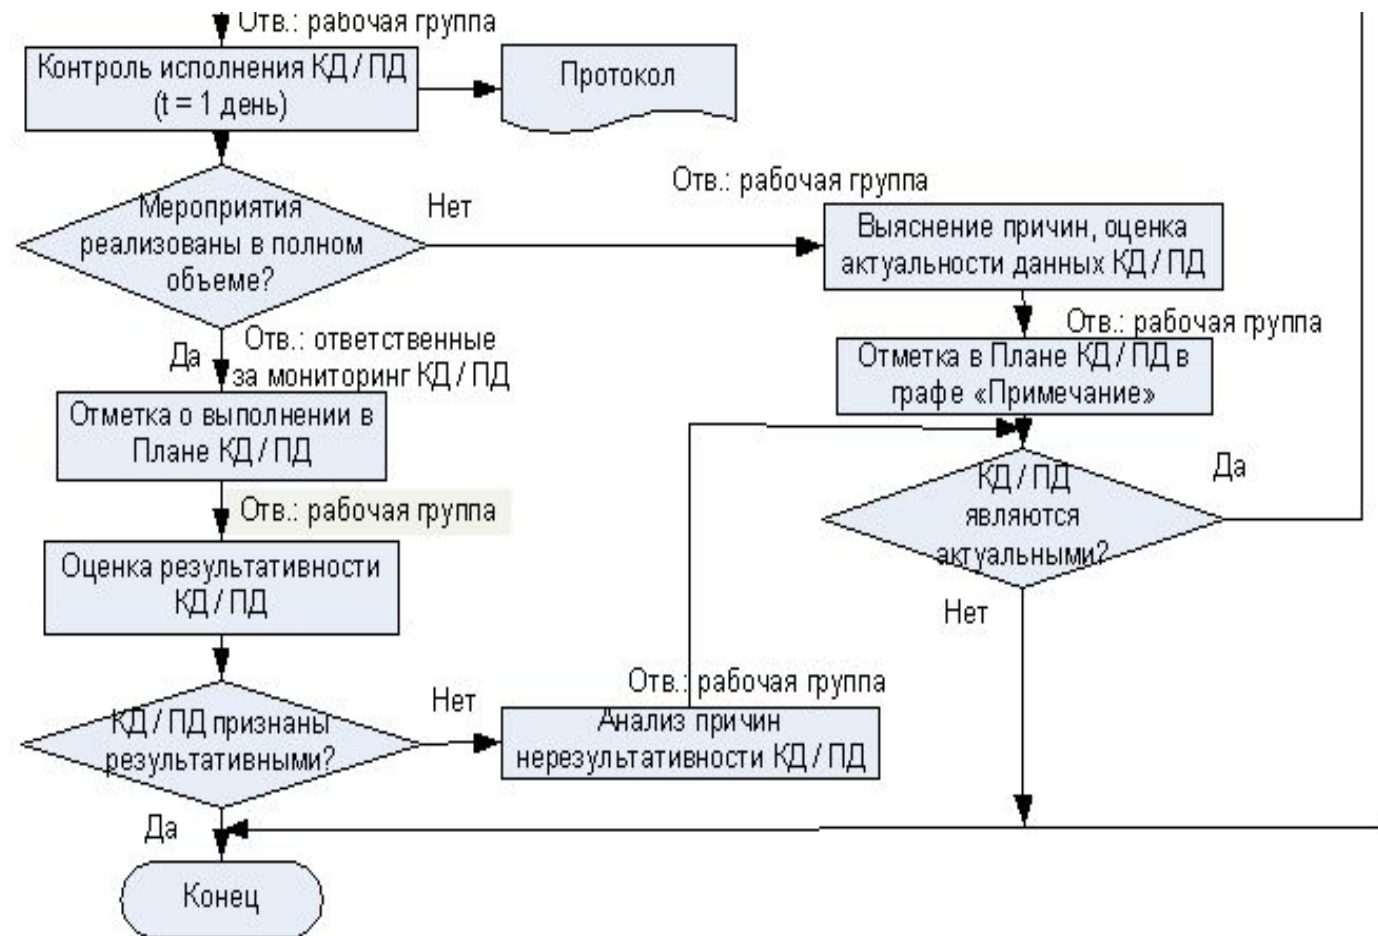 Отв.: рабочая группа
Контроль исполнения КД / ПД
(t = 1 день)
Протокол
Мероприятия
реализованы в полном
объеме?
Нет
Отв.: рабочая группа
Выяснение причин, оценка
актуальности данных КД / ПД
Отв.: рабочая группа
Отметка в Плане КД / ПД в
графе «Примечание»
Да
Отв.: ответственные
за мониторинг КД / ПД
Отметка о выполнении в
Плане КД / ПД
КД / ПД
являются
актуальными?
Да
Нет
Отв.: рабочая группа
Оценка результативности
КД / ПД
КД / ПД признаны
результативными?
Нет
Отв.: рабочая группа
Анализ причин
нерезультативности КД / ПД
Да
Конец